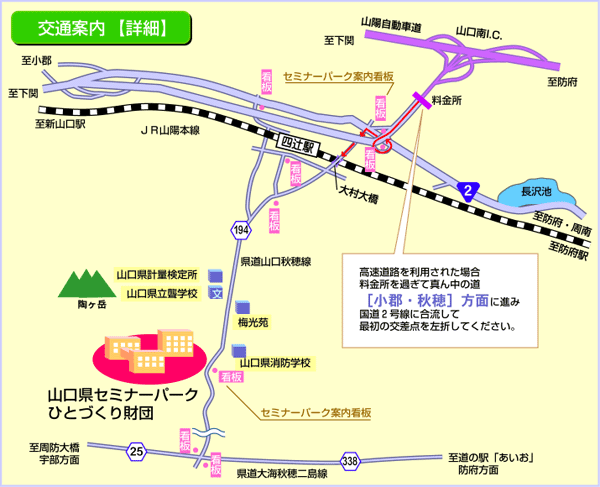 交通案内 【詳細】
山陽自動車道
山口南I.C.
至下関
至防府
至小郡
至下関
至新山口駅
JR山陽本線
看板
セミナーパーク案内看板
看板
料金所
四辻駅
看板
看板
看板
大村大橋
2
長沢池
至防府・周南
至防府駅
194
県道山口秋穂線
高速道路を利用された場合
料金所を過ぎて真ん中の道
［小郡・秋穂］方面に進み
国道2号線に合流して
最初の交差点を左折してください。
陶ヶ岳
山口県計量検定所
山口県立聾学校
文
梅光苑
山口県消防学校
看板
山口県セミナーパーク
ひとづくり財団
セミナーパーク案内看板
看板
看板
至周防大橋
宇部方面
25
県道大海秋穂二島線
338
至道の駅「あいお」
防府方面